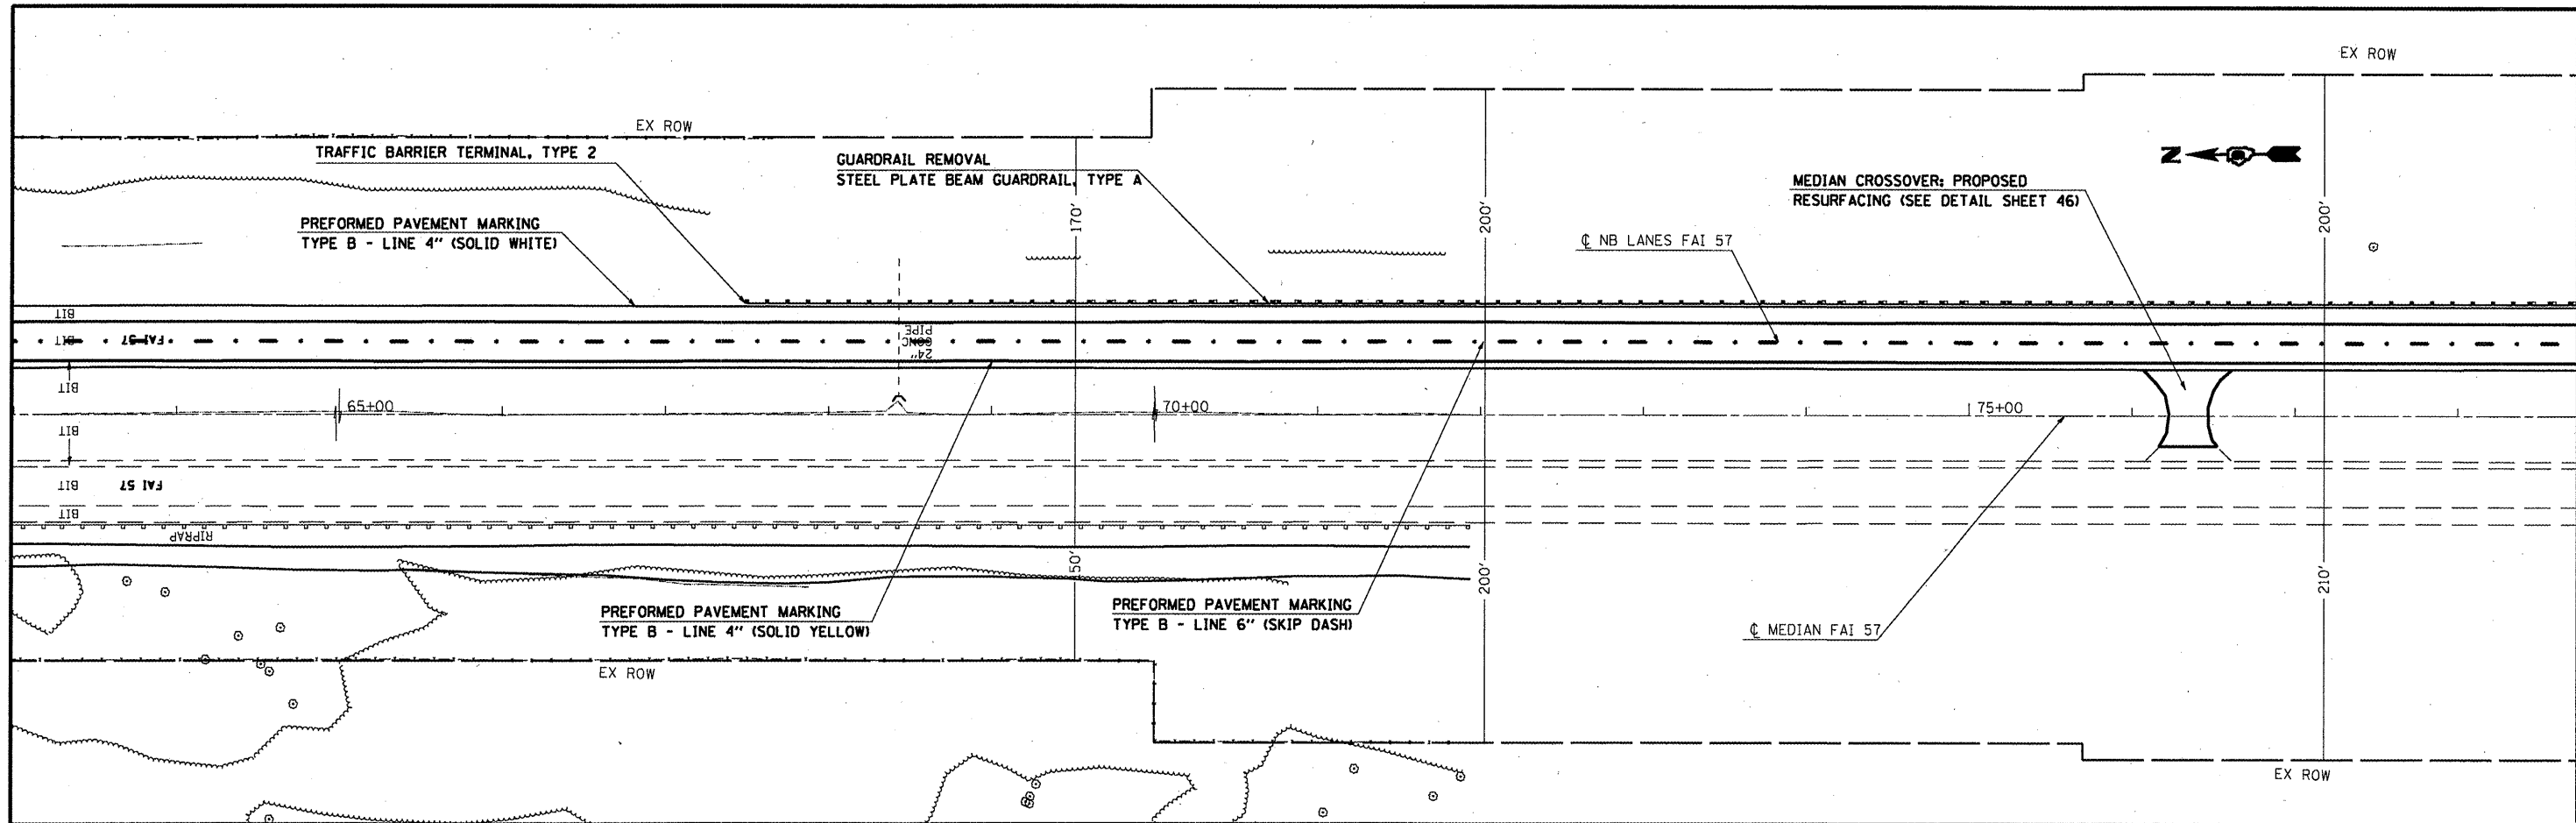 EX ROW
EX ROW
TRAFFIC BARRIER TERMINAL, TYPE 2
GUARDRAIL REMOVAL
STEEL PLATE BEAM GUARDRAIL, TYPE A
N
MEDIAN CROSSOVER: PROPOSED
RESURFACING (SEE DETAIL SHEET 46)
PREFORMED PAVEMENT MARKING
TYPE B - LINE 4" (SOLID WHITE)
170'
200'
200'
℄ NB LANES FAI 57
BIT
BIT
FAI 57
24"
CONC
PIPE
BIT
65+00
70+00
75+00
BIT
BIT
FAI 57
BIT
RIPRAP
150'
200'
210'
PREFORMED PAVEMENT MARKING
TYPE B - LINE 4" (SOLID YELLOW)
PREFORMED PAVEMENT MARKING
TYPE B - LINE 6" (SKIP DASH)
℄ MEDIAN FAI 57
EX ROW
EX ROW